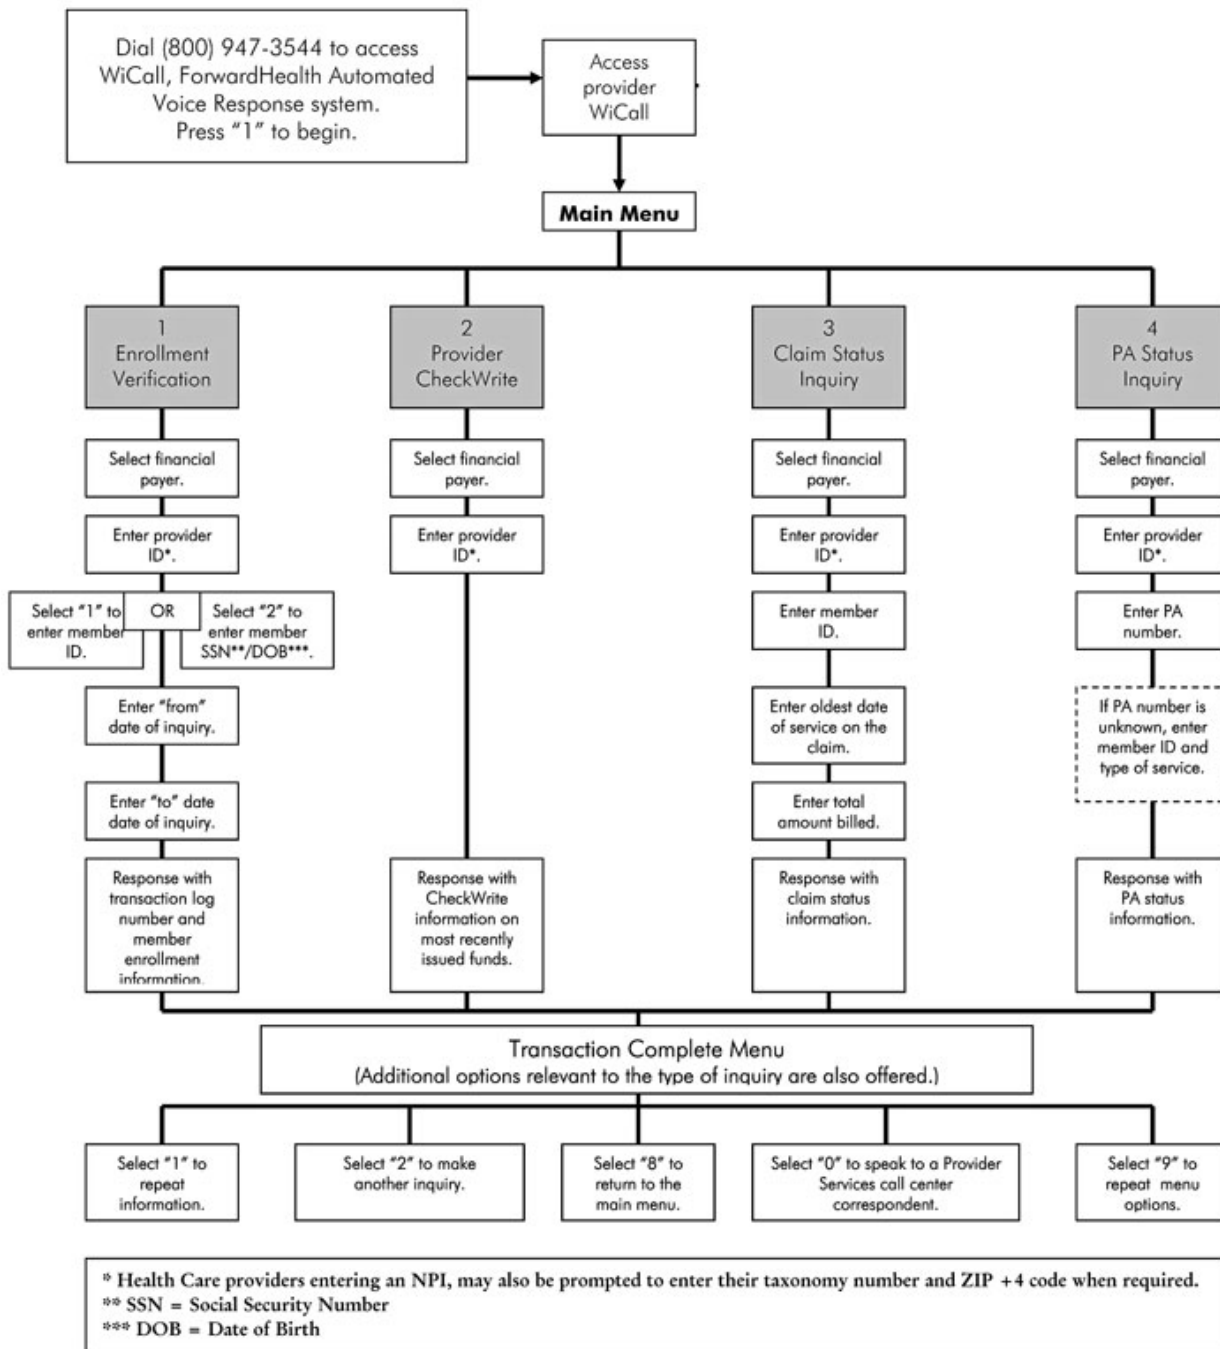 Dial (800) 947-3544 to access
WiCall, ForwardHealth Automated
Voice Response system.
Press "1" to begin.
Access
provider
WiCall
Main Menu
1
Enrollment
Verification
Select financial
payer.
Enter provider
ID*.
Select "1" to
enter member
ID.
OR
Select "2" to
enter member
SSN**/DOB***.
Enter "from"
date of inquiry.
Enter "to" date
date of inquiry.
Response with
transaction log
number and
member
enrollment
information.
2
Provider
CheckWrite
Select financial
payer.
Enter provider
ID*.
Response with
CheckWrite
information on
most recently
issued funds.
3
Claim Status
Inquiry
Select financial
payer.
Enter provider
ID*.
Enter member
ID.
Enter oldest date
of service on the
claim.
Enter total
amount billed.
Response with
claim status
information.
4
PA Status
Inquiry
Select financial
payer.
Enter provider
ID*.
Enter PA
number.
If PA number is
unknown, enter
member ID and
type of service.
Response with
PA status
information.
Transaction Complete Menu
(Additional options relevant to the type of inquiry are also offered.)
Select "1" to
repeat
information.
Select "2" to make
another inquiry.
Select "8" to
return to the
main menu.
Select "0" to speak to a Provider
Services call center
correspondent.
Select "9" to
repeat menu
options.
* Health Care providers entering an NPI, may also be prompted to enter their taxonomy number and ZIP +4 code when required.
** SSN = Social Security Number
*** DOB = Date of Birth